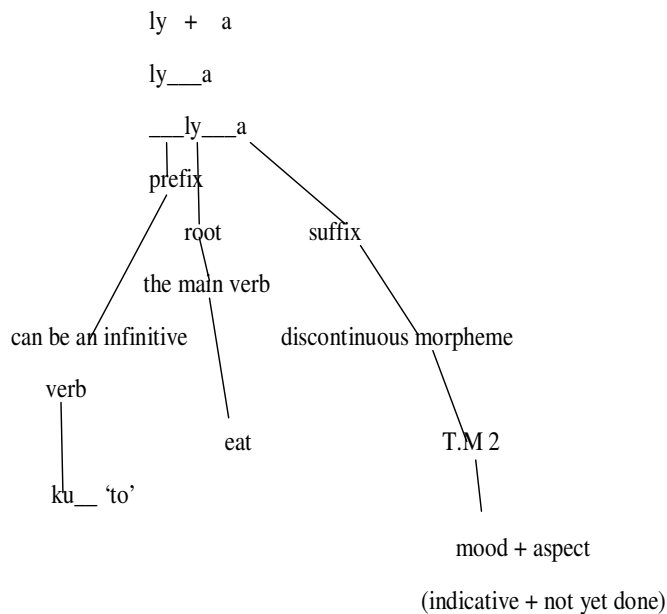 ly + a
ly___a
___ly___a
prefix
root suffix
the main verb
can be an infinitive discontinuous morpheme
verb
eat T.M 2
ku__ ‘to’
mood + aspect
(indicative + not yet done)